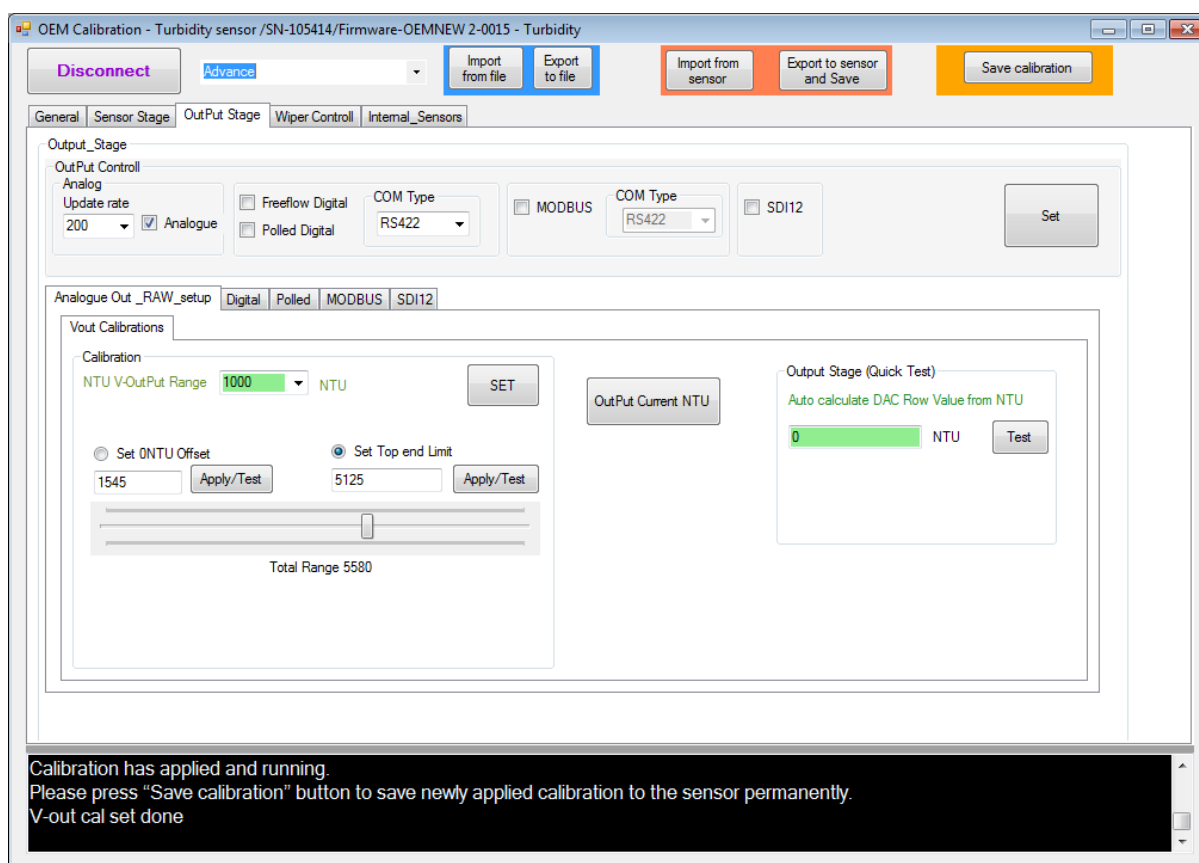 OEM Calibration - Turbidity sensor /SN-105414/Firmware-OEMNEW 2-0015 - Turbidity
Disconnect
Advance
Import from file
Export to file
Import from sensor
Export to sensor and Save
Save calibration
General
Sensor Stage
OutPut Stage
Wiper Controll
Internal_Sensors
Output_Stage
OutPut Controll
Analog
Update rate
200
Analogue
Freeflow Digital
Polled Digital
COM Type
RS422
MODBUS
COM Type
RS422
SDI12
Set
Analogue Out _RAW_setup
Digital
Polled
MODBUS
SDI12
Vout Calibrations
Calibration
NTU V-OutPut Range
1000
NTU
SET
Set 0NTU Offset
1545
Apply/Test
Set Top end Limit
5125
Apply/Test
Total Range 5580
OutPut Current NTU
Output Stage (Quick Test)
Auto calculate DAC Row Value from NTU
0
NTU
Test
Calibration has applied and running.
Please press “Save calibration” button to save newly applied calibration to the sensor permanently.
V-out cal set done